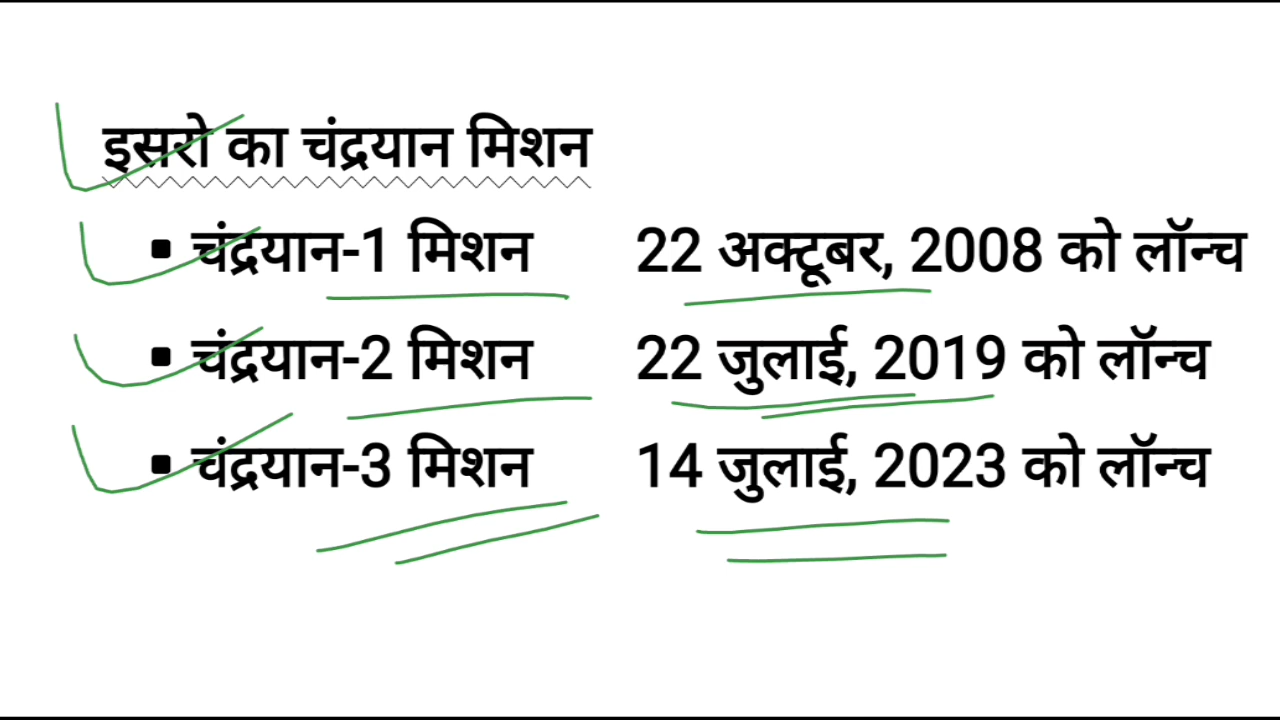 इसरो का चंद्रयान मिशन
▪ चंद्रयान-1 मिशन 22 अक्टूबर, 2008 को लॉन्च
▪ चंद्रयान-2 मिशन 22 जुलाई, 2019 को लॉन्च
▪ चंद्रयान-3 मिशन 14 जुलाई, 2023 को लॉन्च